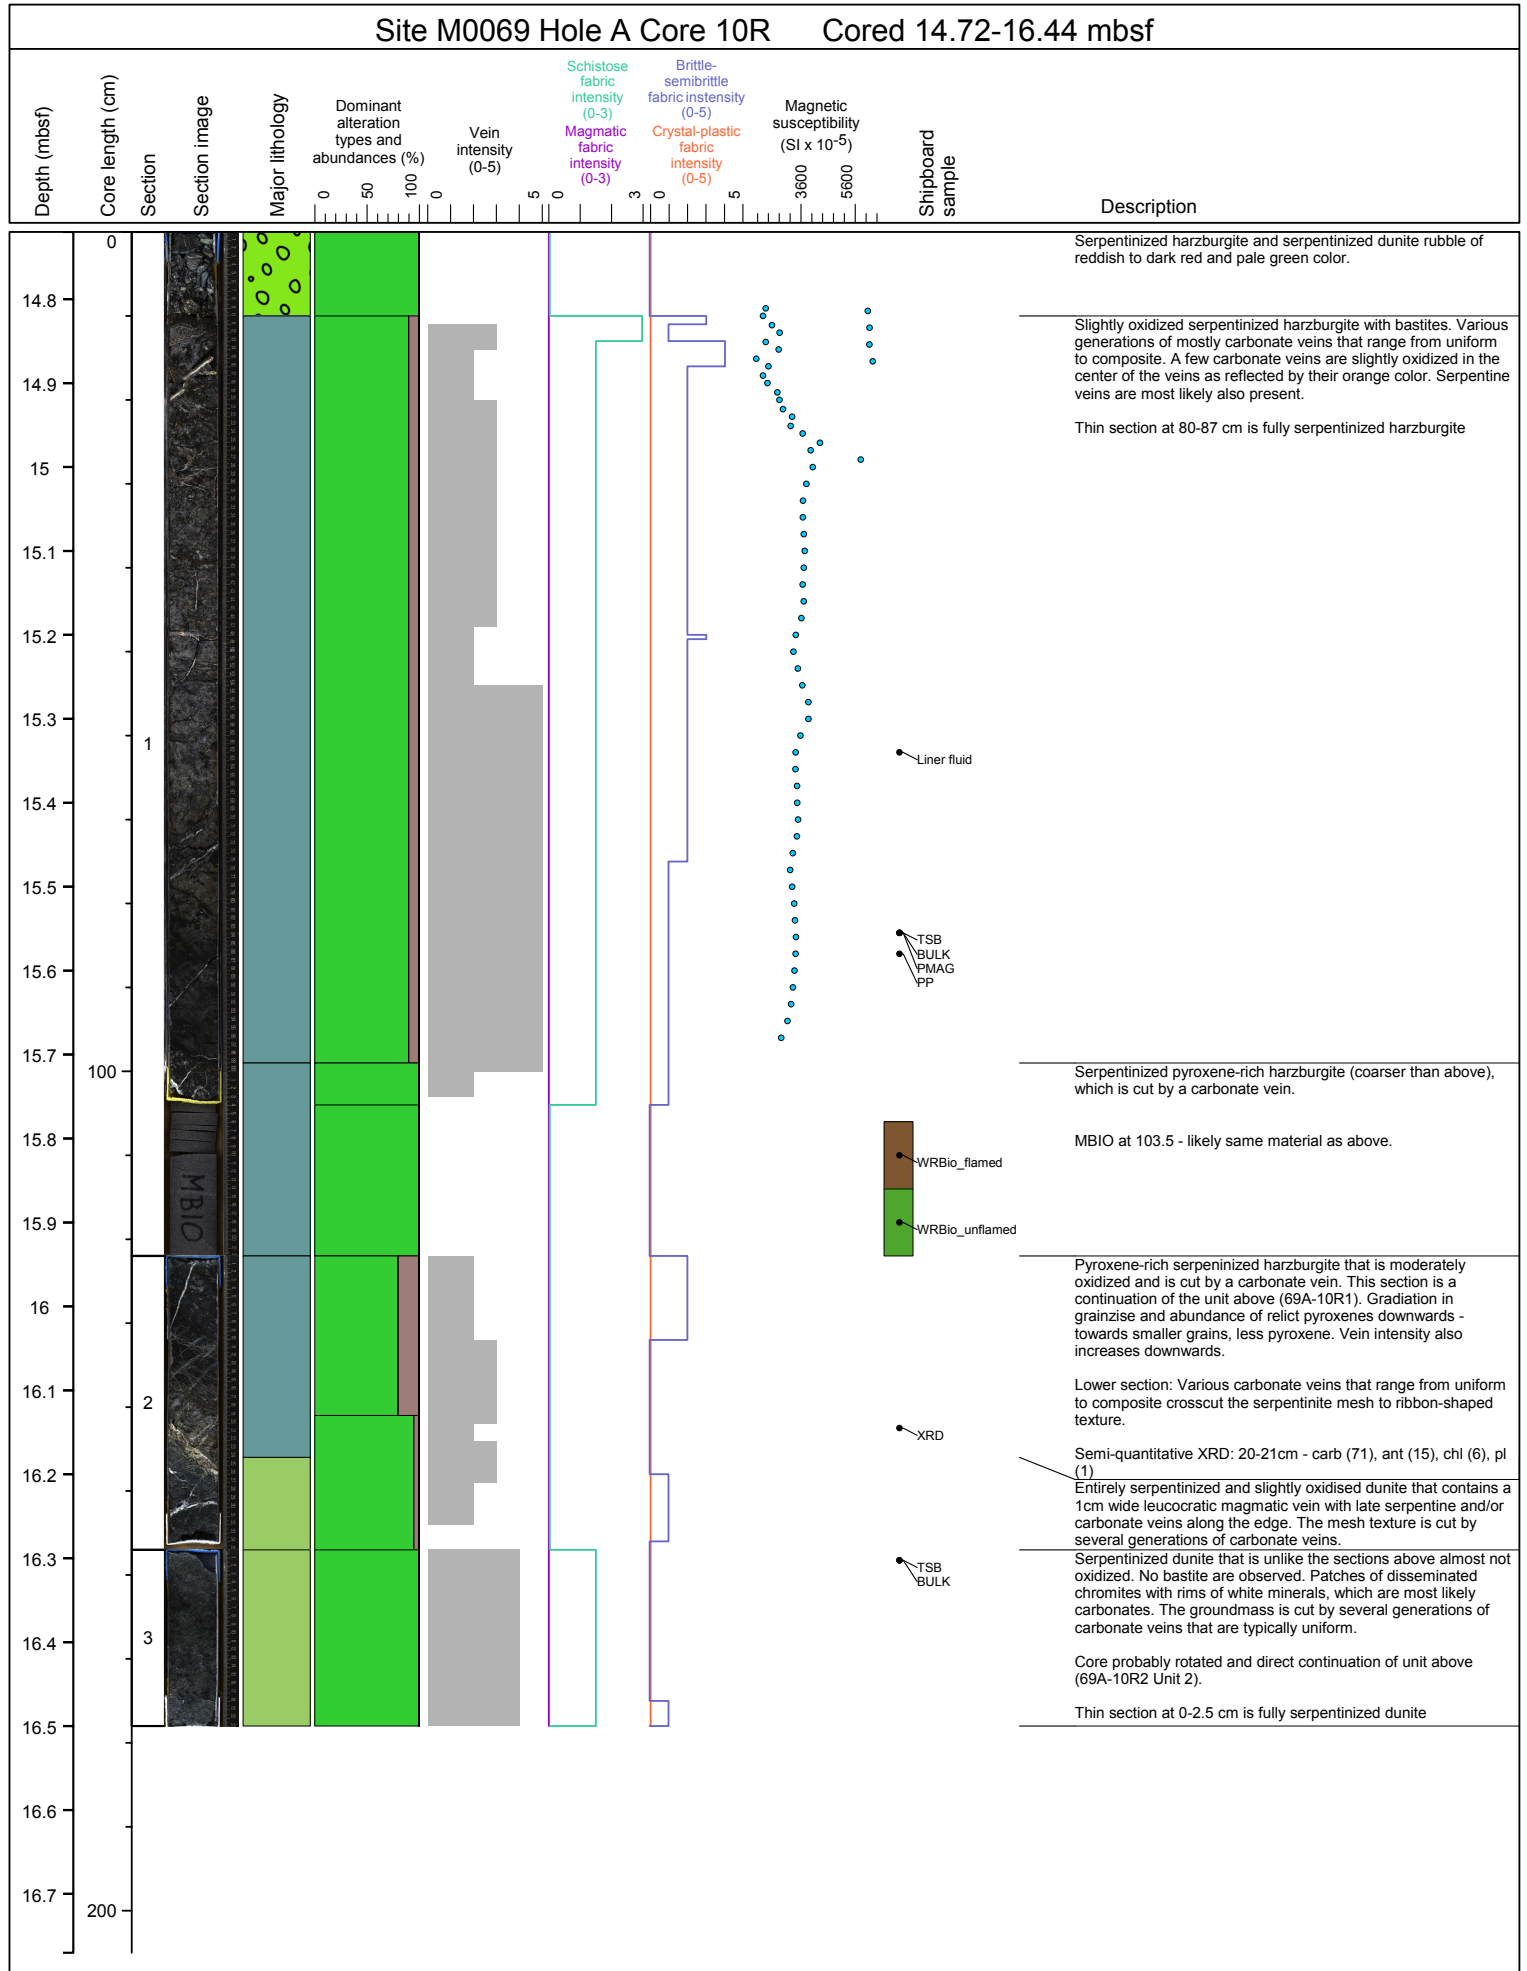 Site M0069 Hole A Core 10R Cored 14.72-16.44 mbsf
Depth (mbsf)
Core length (cm)
Section
Section image
Major lithology
Dominant
alteration
types and
abundances (%)
0 50 100
Vein
intensity
(0-5)
0 5
Schistose
fabric
intensity
(0-3)
Magmatic
fabric
intensity
(0-3)
0 3
Brittle-
semibrittle
fabric instensity
(0-5)
Crystal-plastic
fabric
intensity
(0-5)
0 5
Magnetic
susceptibility
(SI x 10-5)
3600 5600
Shipboard
sample
Description
14.8
14.9
15
15.1
15.2
15.3
15.4
15.5
15.6
15.7
15.8
15.9
16
16.1
16.2
16.3
16.4
16.5
16.6
16.7
0
100
200
1
2
3
MBIO
Liner fluid
TSB
BULK
PMAG
PP
WRBio_flamed
WRBio_unflamed
XRD
TSB
BULK
Serpentinized harzburgite and serpentinized dunite rubble of
reddish to dark red and pale green color.
Slightly oxidized serpentinized harzburgite with bastites. Various
generations of mostly carbonate veins that range from uniform
to composite. A few carbonate veins are slightly oxidized in the
center of the veins as reflected by their orange color. Serpentine
veins are most likely also present.
Thin section at 80-87 cm is fully serpentinized harzburgite
Serpentinized pyroxene-rich harzburgite (coarser than above),
which is cut by a carbonate vein.
MBIO at 103.5 - likely same material as above.
Pyroxene-rich serpeninized harzburgite that is moderately
oxidized and is cut by a carbonate vein. This section is a
continuation of the unit above (69A-10R1). Gradiation in
grainzise and abundance of relict pyroxenes downwards -
towards smaller grains, less pyroxene. Vein intensity also
increases downwards.
Lower section: Various carbonate veins that range from uniform
to composite crosscut the serpentinite mesh to ribbon-shaped
texture.
Semi-quantitative XRD: 20-21cm - carb (71), ant (15), chl (6), pl
(1)
Entirely serpentinized and slightly oxidised dunite that contains a
1cm wide leucocratic magmatic vein with late serpentine and/or
carbonate veins along the edge. The mesh texture is cut by
several generations of carbonate veins.
Serpentinized dunite that is unlike the sections above almost not
oxidized. No bastite are observed. Patches of disseminated
chromites with rims of white minerals, which are most likely
carbonates. The groundmass is cut by several generations of
carbonate veins that are typically uniform.
Core probably rotated and direct continuation of unit above
(69A-10R2 Unit 2).
Thin section at 0-2.5 cm is fully serpentinized dunite